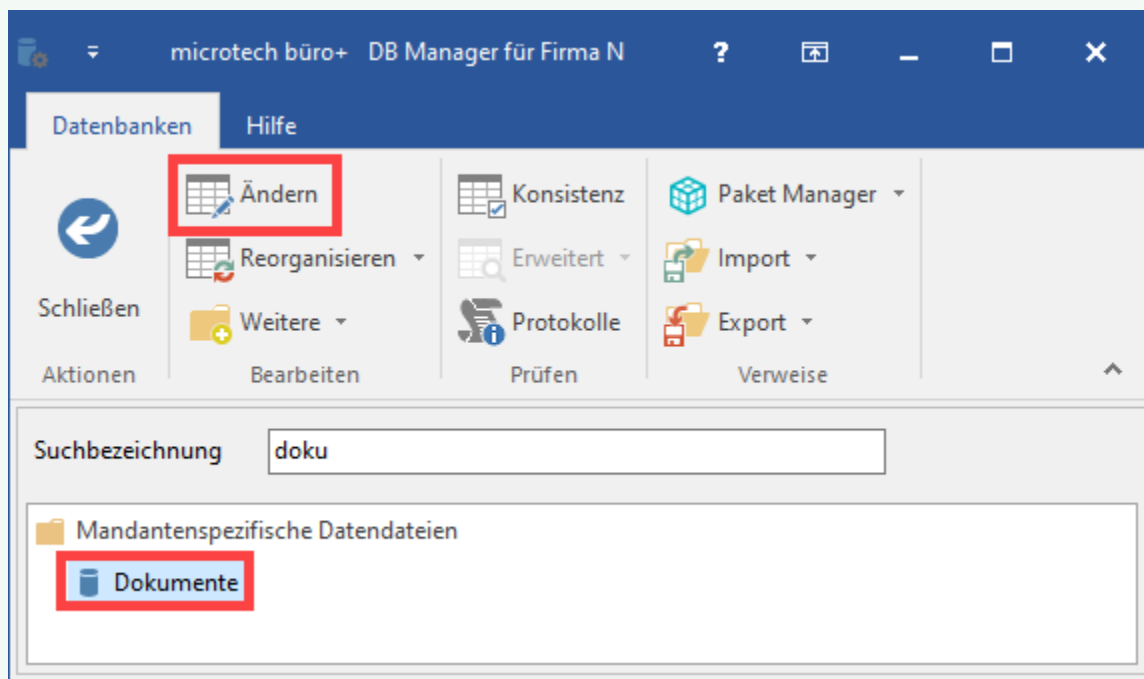 microtech büro+ DB Manager für Firma N ?
Datenbanken Hilfe
Ändern Konsistenz Paket Manager
Reorganisieren Erweitert Import
Schließen Weitere Protokolle Export
Aktionen Bearbeiten Prüfen Verweise
Suchbezeichnung doku
Mandantenspezifische Datendateien
Dokumente